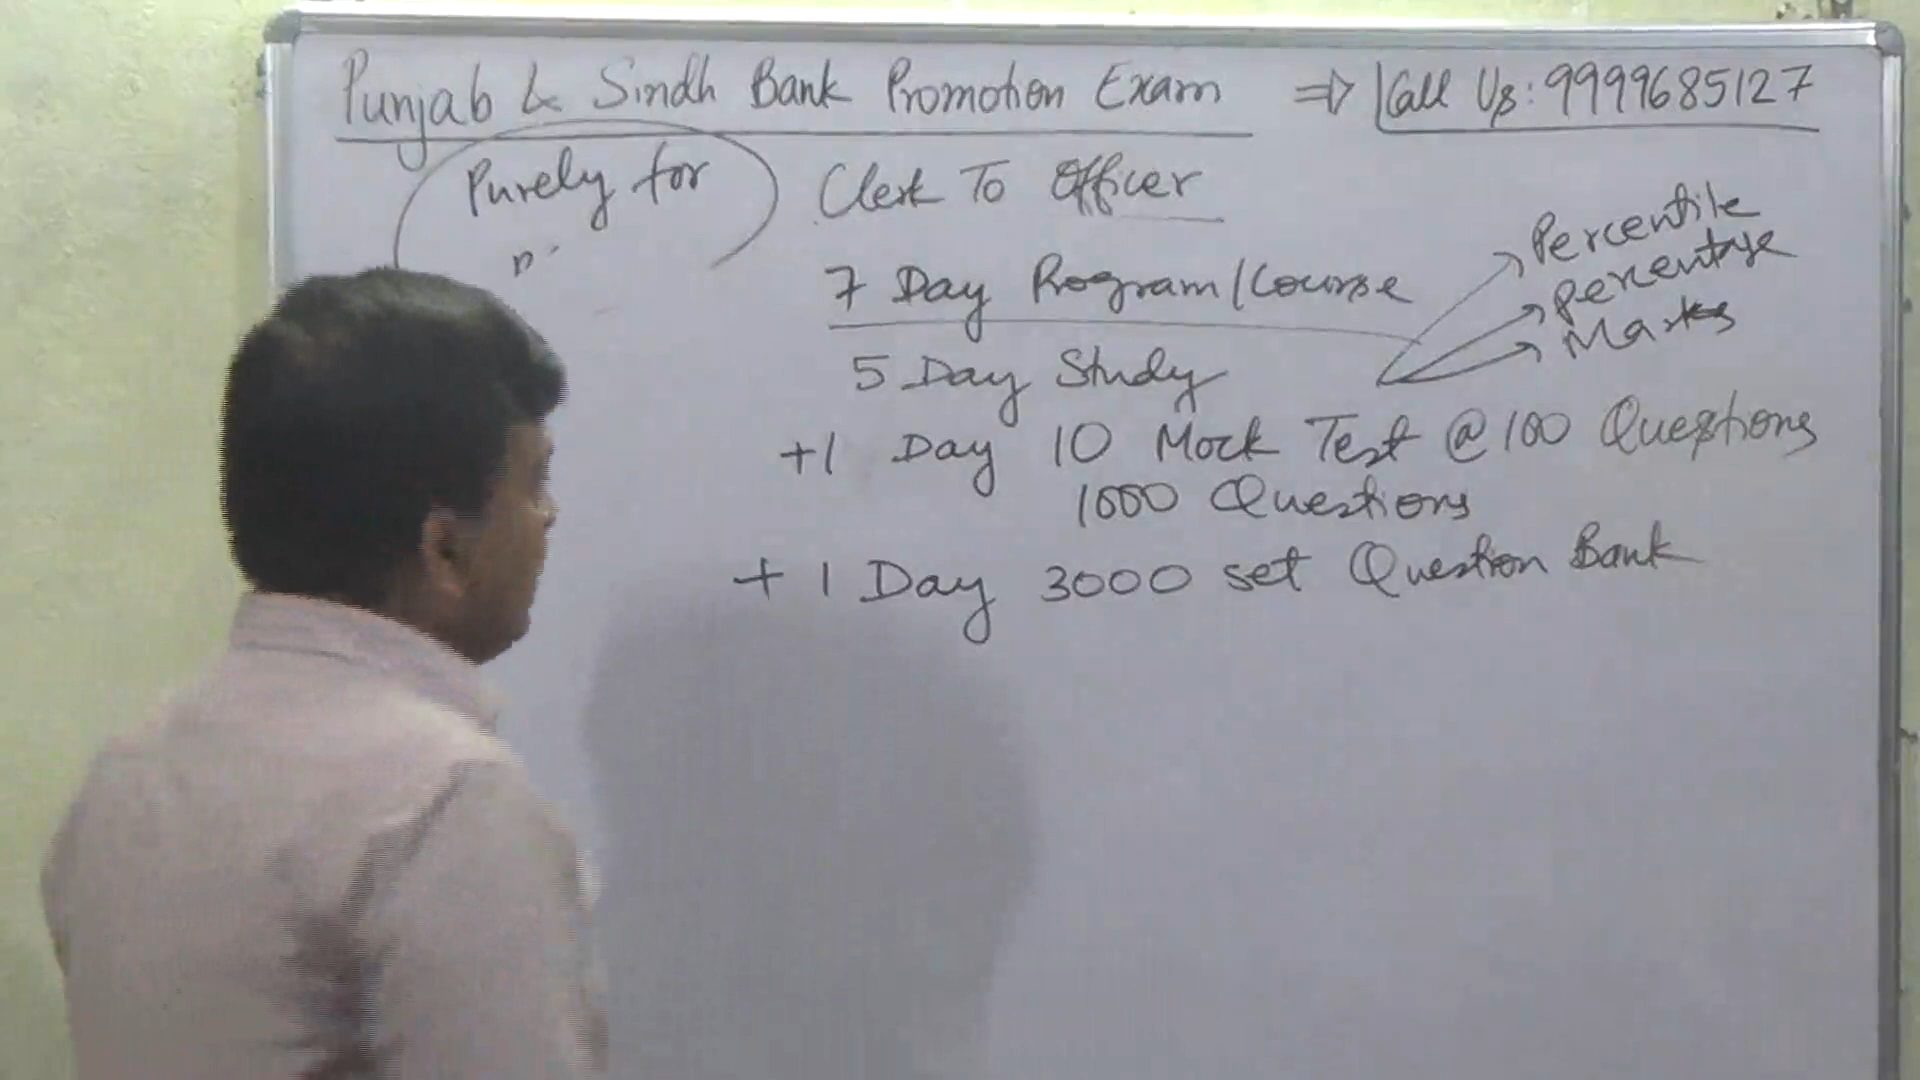 Punjab & Sindh Bank Promotion Exam ⇒ Call Us: 9999685127
Purely for Clerk To Officer
7 Day Program/Course
Percentile
Percentage
Marks
5 Day Study
+1 Day 10 Mock Test @ 100 Questions
1000 Questions
+ 1 Day 3000 set Question Bank